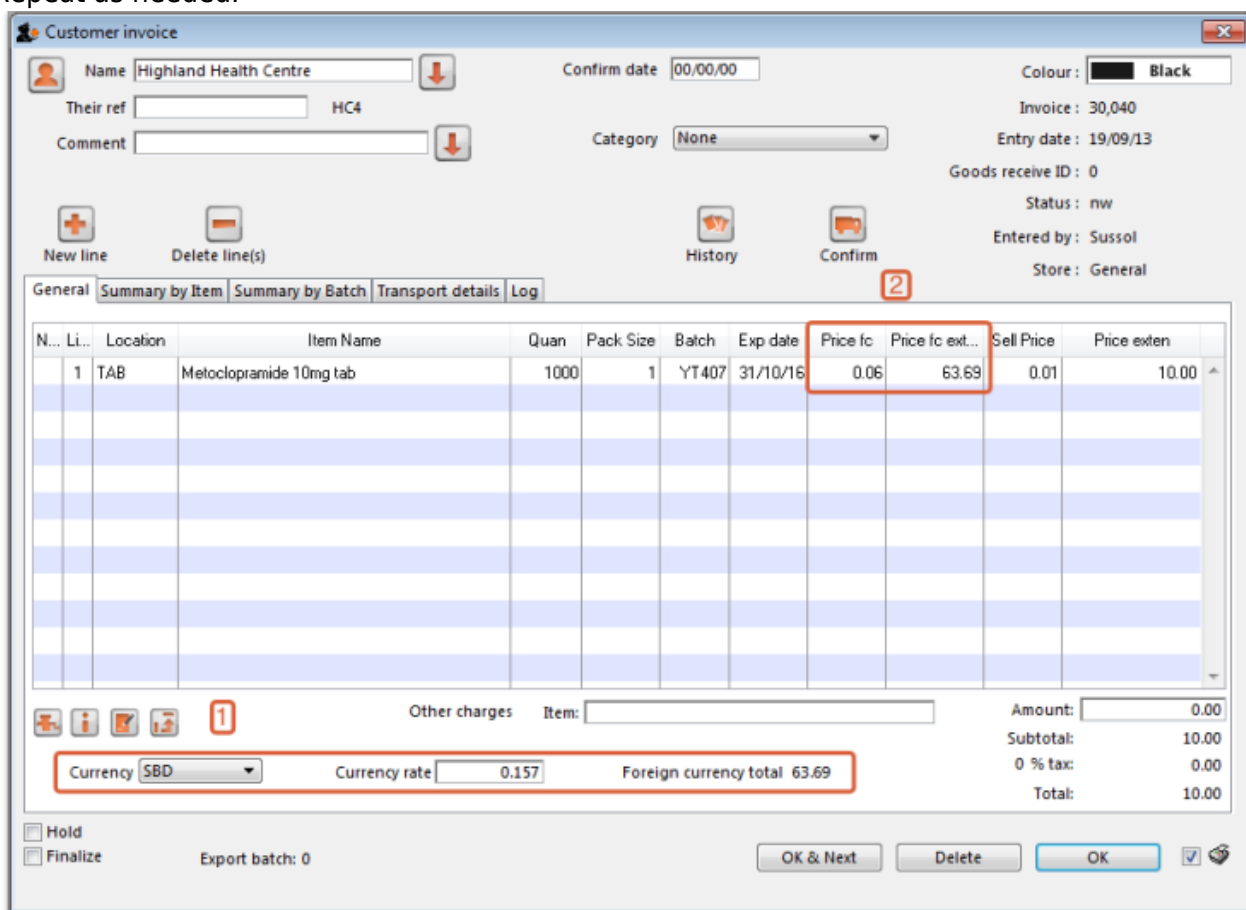 Repeat as needed.
Customer invoice
Name Highland Health Centre Confirm date 00/00/00 Colour : Black
Their ref HC4 Invoice : 30,040
Comment Category None Entry date : 19/09/13
Goods receive ID : 0
Status : nw
New line Delete line(s) History Confirm Entered by : Sussol
Store : General
General Summary by Item Summary by Batch Transport details Log 2
N... Li... Location Item Name Quan Pack Size Batch Exp date Price fc Price fc ext... Sell Price Price exten
1 TAB Metoclopramide 10mg tab 1000 1 YT407 31/10/16 0.06 63.69 0.01 10.00
1 Other charges Item: Amount: 0.00
Subtotal: 10.00
Currency SBD Currency rate 0.157 Foreign currency total 63.69 0 % tax: 0.00
Total: 10.00
Hold
Finalize Export batch: 0 OK & Next Delete OK